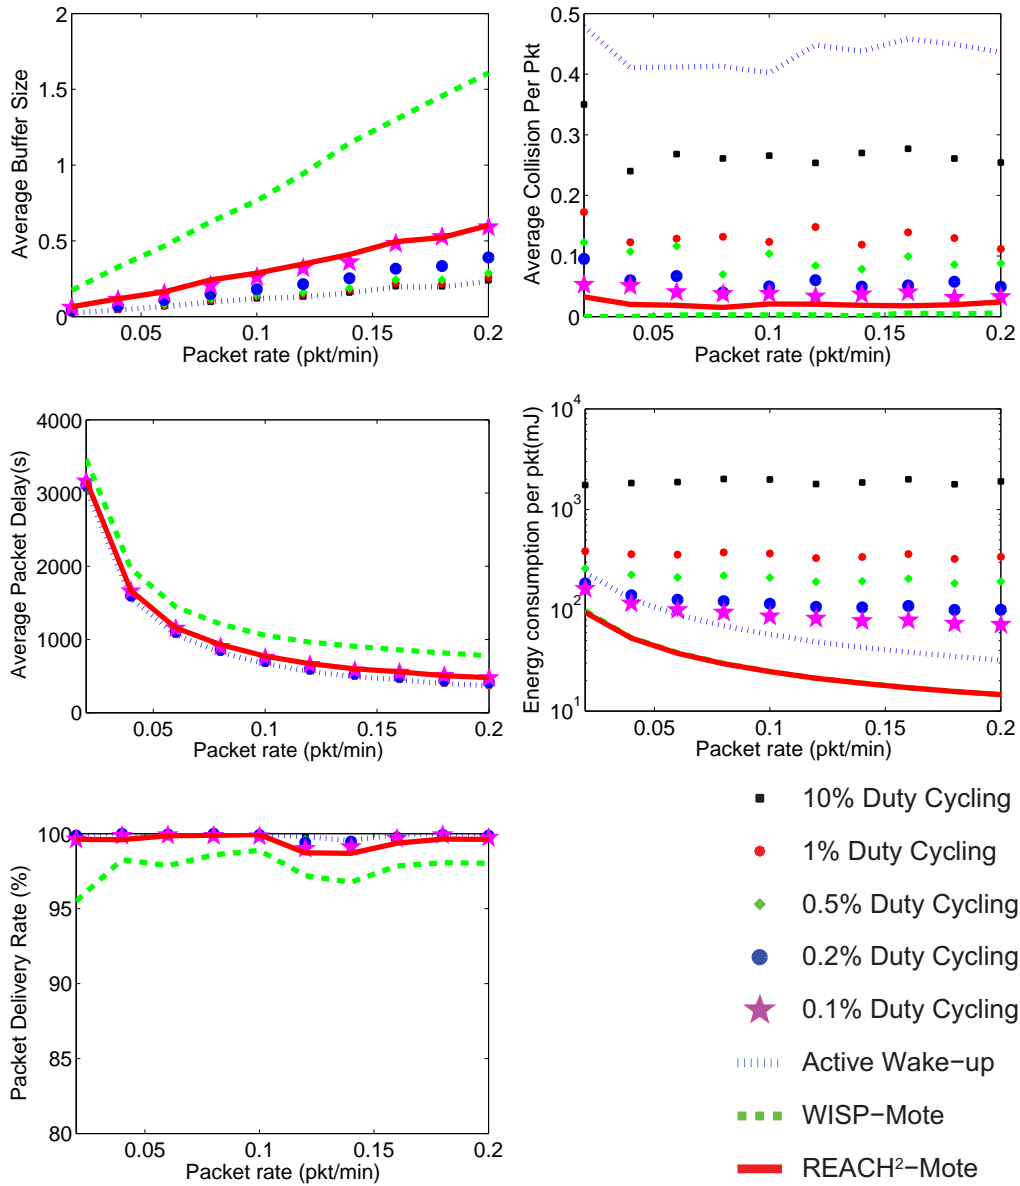 2
1.5
1
0.5
0
0.05
0.1
0.15
0.2
Average Buffer Size
Packet rate (pkt/min)
0.5
0.4
0.3
0.2
0.1
0
0.05
0.1
0.15
0.2
Average Collision Per Pkt
Packet rate (pkt/min)
4000
3000
2000
1000
0
0.05
0.1
0.15
0.2
Average Packet Delay(s)
Packet rate (pkt/min)
10⁴
10³
10²
10¹
0.05
0.1
0.15
0.2
Energy consumption per pkt(mJ)
Packet rate (pkt/min)
100
95
90
85
80
0.05
0.1
0.15
0.2
Packet Delivery Rate (%)
Packet rate (pkt/min)
10% Duty Cycling
1% Duty Cycling
0.5% Duty Cycling
0.2% Duty Cycling
0.1% Duty Cycling
Active Wake−up
WISP−Mote
REACH²−Mote